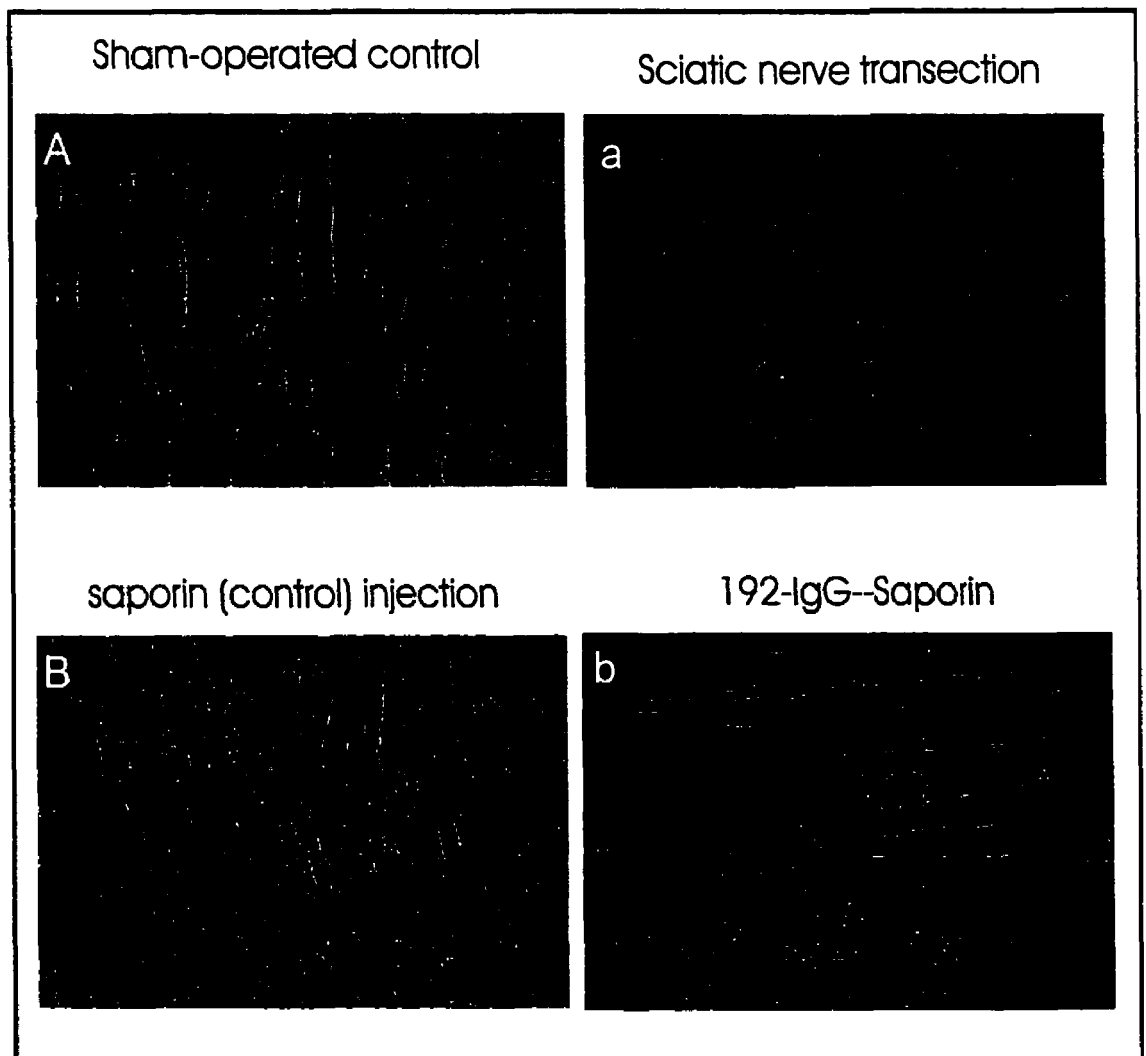 Sham-operated control
Sciatic nerve transection
A
a
saporin (control) injection
192-IgG--Saporin
B
b